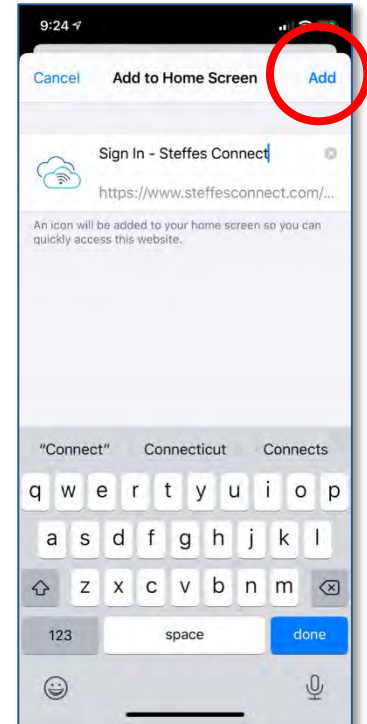 9:24
Cancel Add to Home Screen Add
Sign In - Steffes Connect
https://www.steffesconnect.com/...
An icon will be added to your home screen so you can
quickly access this website.
"Connect" Connecticut Connects
q w e r t y u i o p
a s d f g h j k l
z x c v b n m
123 space done